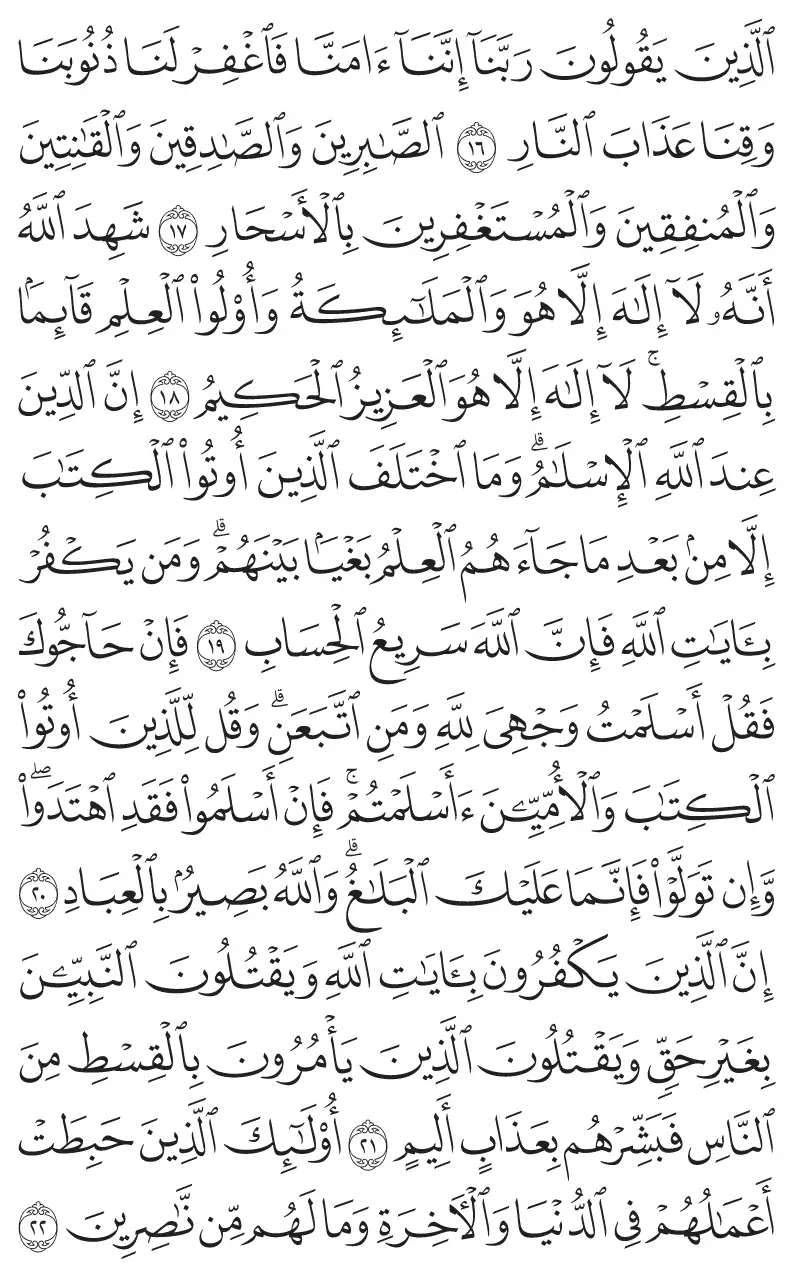 ٱلَّذِينَ يَقُولُونَ رَبَّنَآ إِنَّنَآ ءَامَنَّا فَٱغْفِرْ لَنَا ذُنُوبَنَا
وَقِنَا عَذَابَ ٱلنَّارِ ١٦ ٱلصَّـٰبِرِينَ وَٱلصَّـٰدِقِينَ وَٱلْقَـٰنِتِينَ
وَٱلْمُنفِقِينَ وَٱلْمُسْتَغْفِرِينَ بِٱلْأَسْحَارِ ١٧ شَهِدَ ٱللَّهُ
أَنَّهُۥ لَآ إِلَـٰهَ إِلَّا هُوَ وَٱلْمَلَـٰٓئِكَةُ وَأُو۟لُوا۟ ٱلْعِلْمِ قَآئِمًۢا
بِٱلْقِسْطِ ۚ لَآ إِلَـٰهَ إِلَّا هُوَ ٱلْعَزِيزُ ٱلْحَكِيمُ ١٨ إِنَّ ٱلدِّينَ
عِندَ ٱللَّهِ ٱلْإِسْلَـٰمُ ۗ وَمَا ٱخْتَلَفَ ٱلَّذِينَ أُوتُوا۟ ٱلْكِتَـٰبَ
إِلَّا مِنۢ بَعْدِ مَا جَآءَهُمُ ٱلْعِلْمُ بَغْيًۢا بَيْنَهُمْ ۗ وَمَن يَكْفُرْ
بِـَٔايَـٰتِ ٱللَّهِ فَإِنَّ ٱللَّهَ سَرِيعُ ٱلْحِسَابِ ١٩ فَإِنْ حَآجُّوكَ
فَقُلْ أَسْلَمْتُ وَجْهِىَ لِلَّهِ وَمَنِ ٱتَّبَعَنِ ۗ وَقُل لِّلَّذِينَ أُوتُوا۟
ٱلْكِتَـٰبَ وَٱلْأُمِّيِّـۧنَ ءَأَسْلَمْتُمْ ۚ فَإِنْ أَسْلَمُوا۟ فَقَدِ ٱهْتَدَوا۟ ۖ
وَّإِن تَوَلَّوْا۟ فَإِنَّمَا عَلَيْكَ ٱلْبَلَـٰغُ ۗ وَٱللَّهُ بَصِيرٌۢ بِٱلْعِبَادِ ٢٠
إِنَّ ٱلَّذِينَ يَكْفُرُونَ بِـَٔايَـٰتِ ٱللَّهِ وَيَقْتُلُونَ ٱلنَّبِيِّـۧنَ
بِغَيْرِ حَقٍّ وَيَقْتُلُونَ ٱلَّذِينَ يَأْمُرُونَ بِٱلْقِسْطِ مِنَ
ٱلنَّاسِ فَبَشِّرْهُم بِعَذَابٍ أَلِيمٍ ٢١ أُو۟لَـٰٓئِكَ ٱلَّذِينَ حَبِطَتْ
أَعْمَـٰلُهُمْ فِى ٱلدُّنْيَا وَٱلْـَٔاخِرَةِ وَمَا لَهُم مِّن نَّـٰصِرِينَ ٢٢